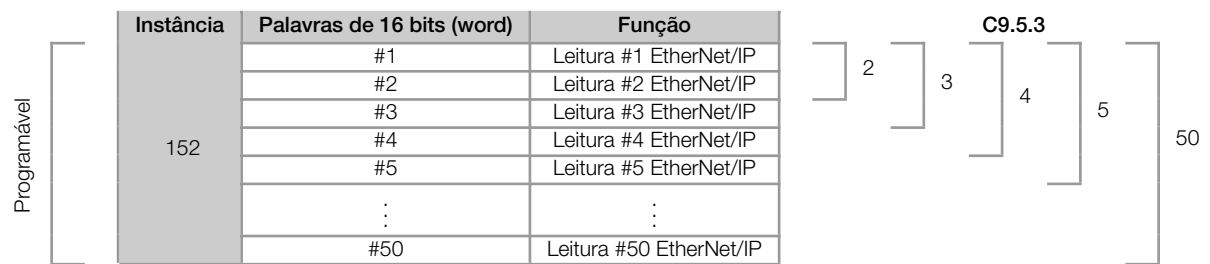 Instância Palavras de 16 bits (word) Função C9.5.3
#1 Leitura #1 EtherNet/IP
#2 Leitura #2 EtherNet/IP
#3 Leitura #3 EtherNet/IP
#4 Leitura #4 EtherNet/IP
#5 Leitura #5 EtherNet/IP
⋮ ⋮
#50 Leitura #50 EtherNet/IP
Programável
152
2
3
4
5
50